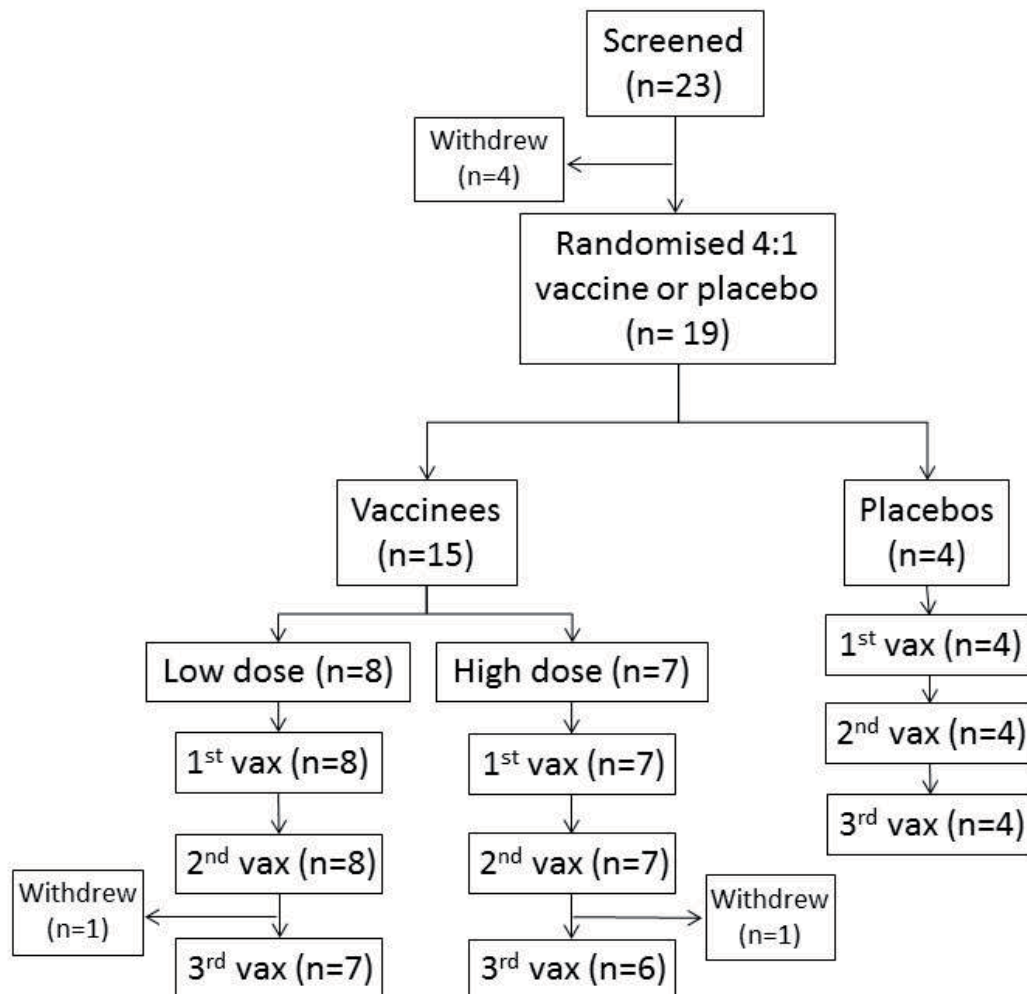 Screened
(n=23)
Withdrew
(n=4)
Randomised 4:1
vaccine or placebo
(n= 19)
Vaccinees
(n=15)
Placebos
(n=4)
Low dose (n=8)
High dose (n=7)
1st vax (n=4)
1st vax (n=8)
1st vax (n=7)
2nd vax (n=4)
2nd vax (n=8)
2nd vax (n=7)
3rd vax (n=4)
Withdrew
(n=1)
Withdrew
(n=1)
3rd vax (n=7)
3rd vax (n=6)